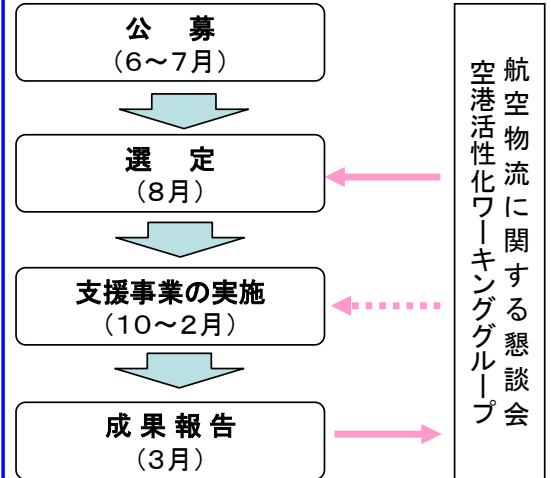 公　募
（6～7月）
選　定
（8月）
支援事業の実施
（10～2月）
成 果 報 告
（3月）
航空物流に関する懇談会
空港活性化ワーキンググループ